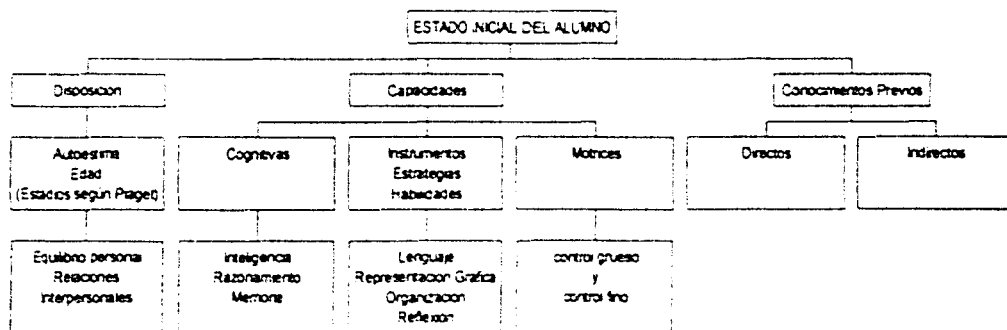 ESTADO INICIAL DEL ALUMNO
Disposicion
Capacidades
Conocimientos Previos
Autoestima
Edad
(Estadios según Piaget)
Cognitivas
Instrumentos
Estrategias
Habilidades
Motrices
Directos
Indirectos
Equilibrio personal
Relaciones
Interpersonales
Inteligencia
Razonamiento
Memoria
Lenguaje
Representacion Grafica
Organizacion
Reflexion
control grueso
y
control fino